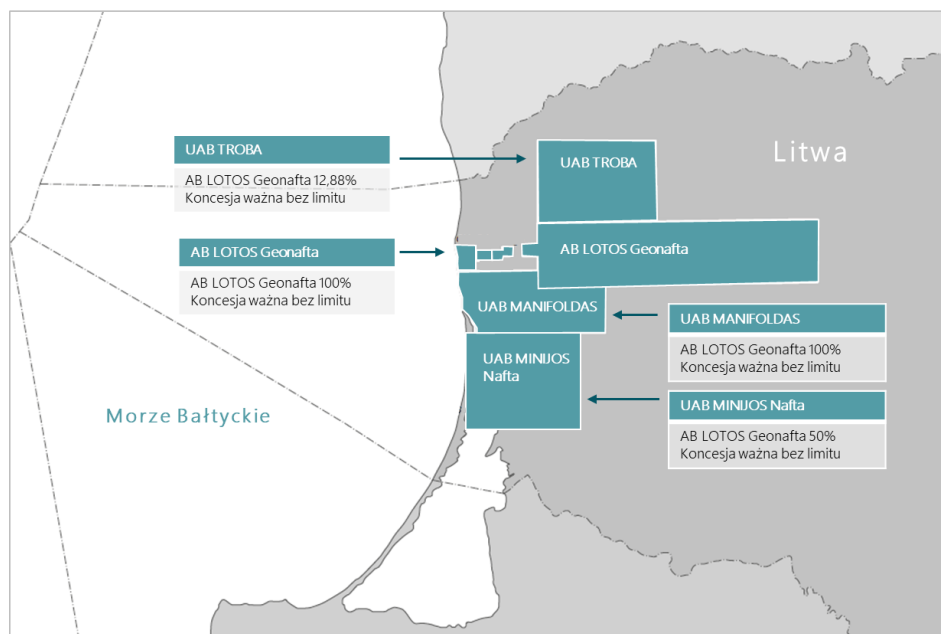 Litwa
UAB TROBA
AB LOTOS Geonafta 12,88%
Koncesja ważna bez limitu
UAB TROBA
AB LOTOS Geonafta
AB LOTOS Geonafta 100%
Koncesja ważna bez limitu
AB LOTOS Geonafta
UAB MANIFOLDAS
UAB MANIFOLDAS
AB LOTOS Geonafta 100%
Koncesja ważna bez limitu
UAB MINIJOS
Nafta
UAB MINIJOS Nafta
AB LOTOS Geonafta 50%
Koncesja ważna bez limitu
Morze Bałtyckie